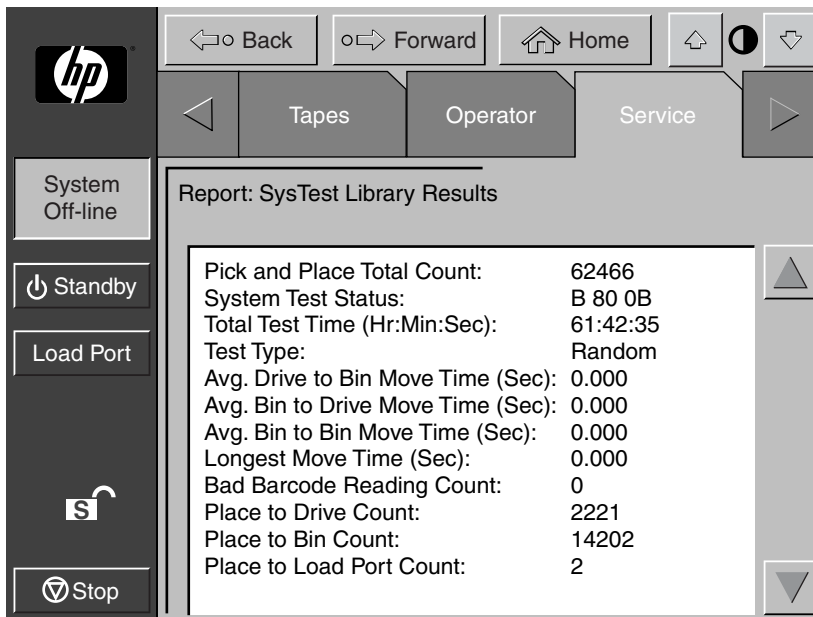 Back
Forward
Home
hp
Tapes
Operator
Service
System
Off-line
Standby
Load Port
S
Stop
Report: SysTest Library Results
Pick and Place Total Count: 62466
System Test Status: B 80 0B
Total Test Time (Hr:Min:Sec): 61:42:35
Test Type: Random
Avg. Drive to Bin Move Time (Sec): 0.000
Avg. Bin to Drive Move Time (Sec): 0.000
Avg. Bin to Bin Move Time (Sec): 0.000
Longest Move Time (Sec): 0.000
Bad Barcode Reading Count: 0
Place to Drive Count: 2221
Place to Bin Count: 14202
Place to Load Port Count: 2